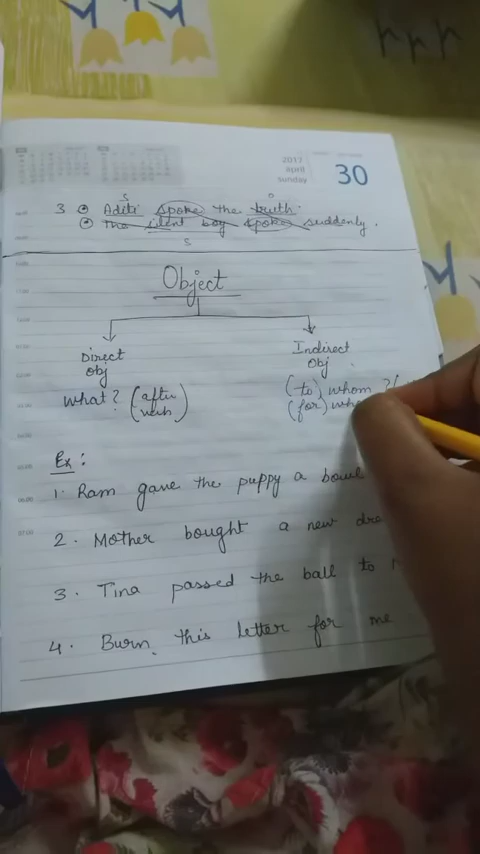 2017
april
sunday
30
S O
3 Aditi spoke the truth.
The silent boy spoke suddenly.
S
Object
Direct obj
Indirect Obj
what? (after verb)
(to) whom ?
(for)
Ex:
1. Ram gave the puppy a bowl
2. Mother bought a new
3. Tina passed the ball to
4. Burn this letter for me